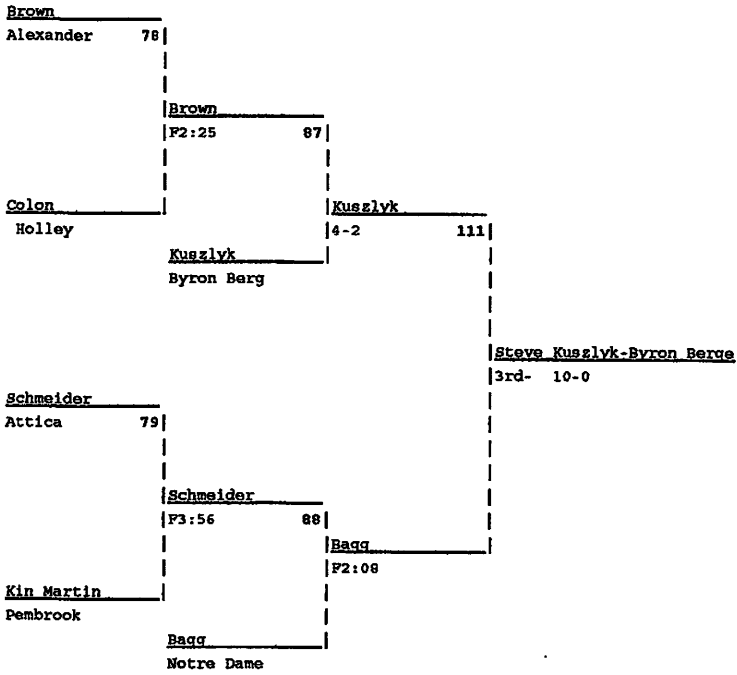 Brown
Alexander 78
Brown
F2:25 87
Colon
Holley
Kuszlyk
4-2 111
Kuszlyk
Byron Berg
Steve Kuszlyk-Byron Berge
3rd- 10-0
Schmeider
Attica 79
Schmeider
F3:56 88
Bagg
F2:08
Kin Martin
Pembrook
Bagg
Notre Dame